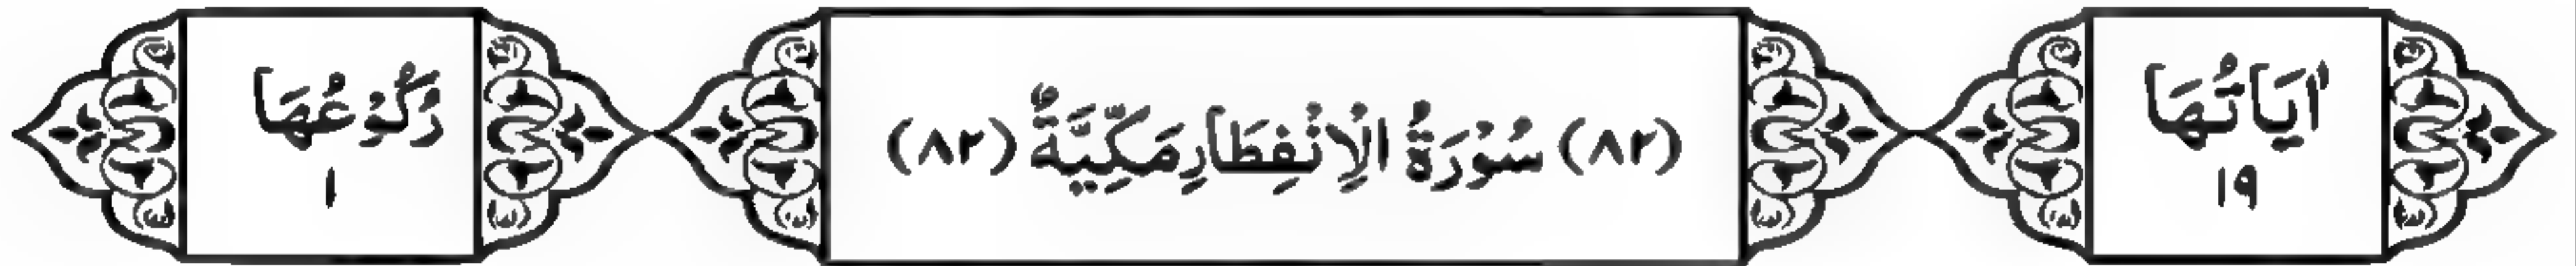 اٰيَاتُهَا
١٩
(٨٢) سُوْرَةُ الْاِنْفِطَارِ مَكِّيَّةٌ (٨٢)
رُكُوْعُهَا
١